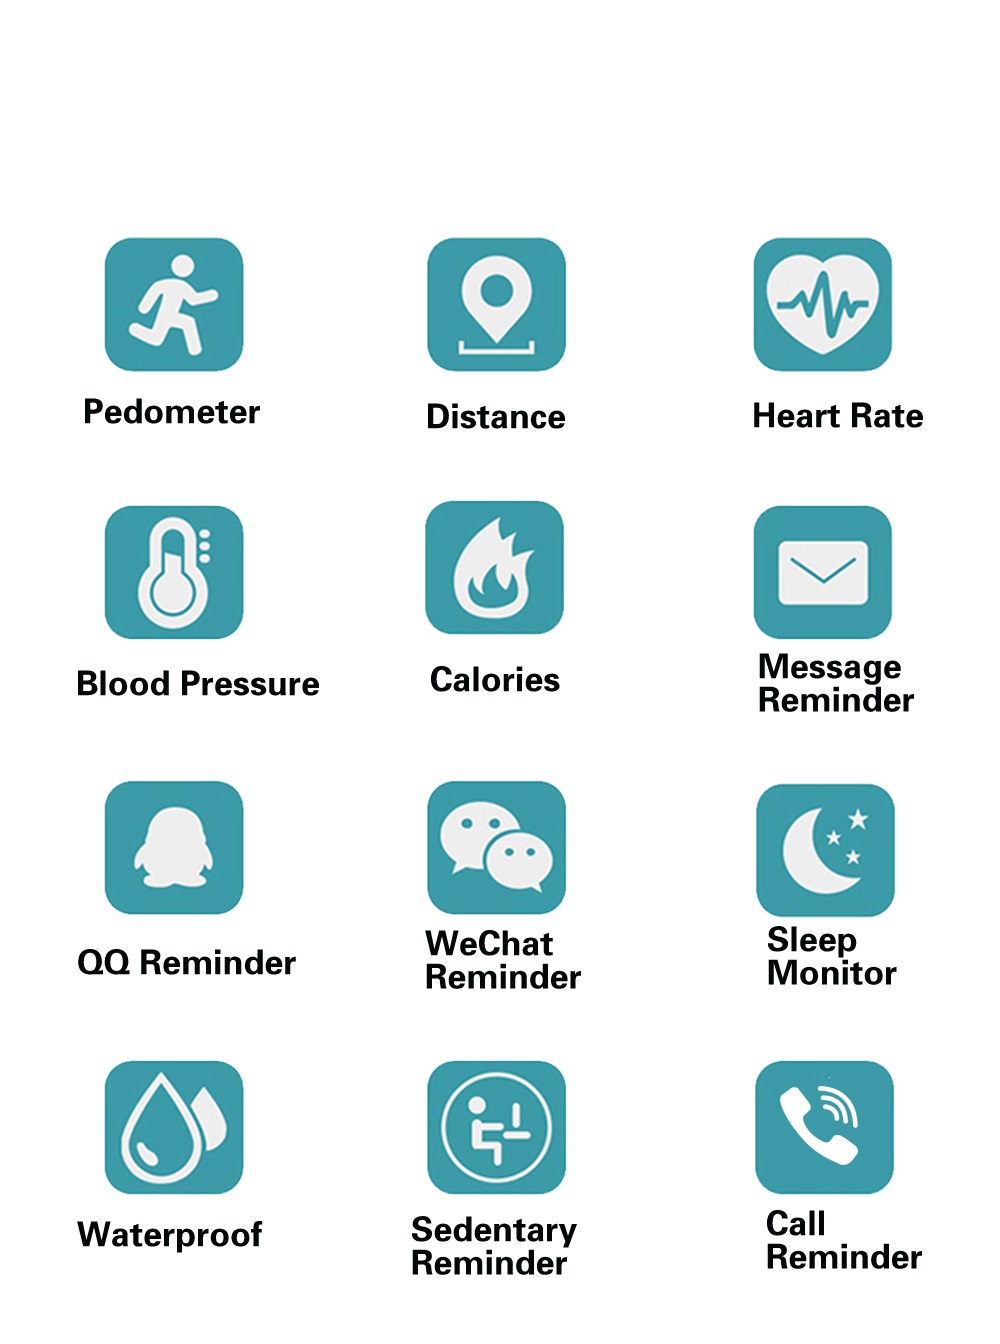 Pedometer
Distance
Heart Rate
Blood Pressure
Calories
Message
Reminder
QQ Reminder
WeChat
Reminder
Sleep
Monitor
Waterproof
Sedentary
Reminder
Call
Reminder